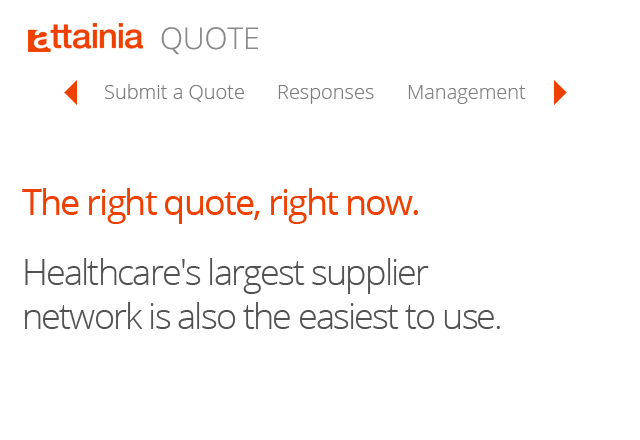 attainia QUOTE
Submit a Quote Responses Management
The right quote, right now.
Healthcare's largest supplier
network is also the easiest to use.